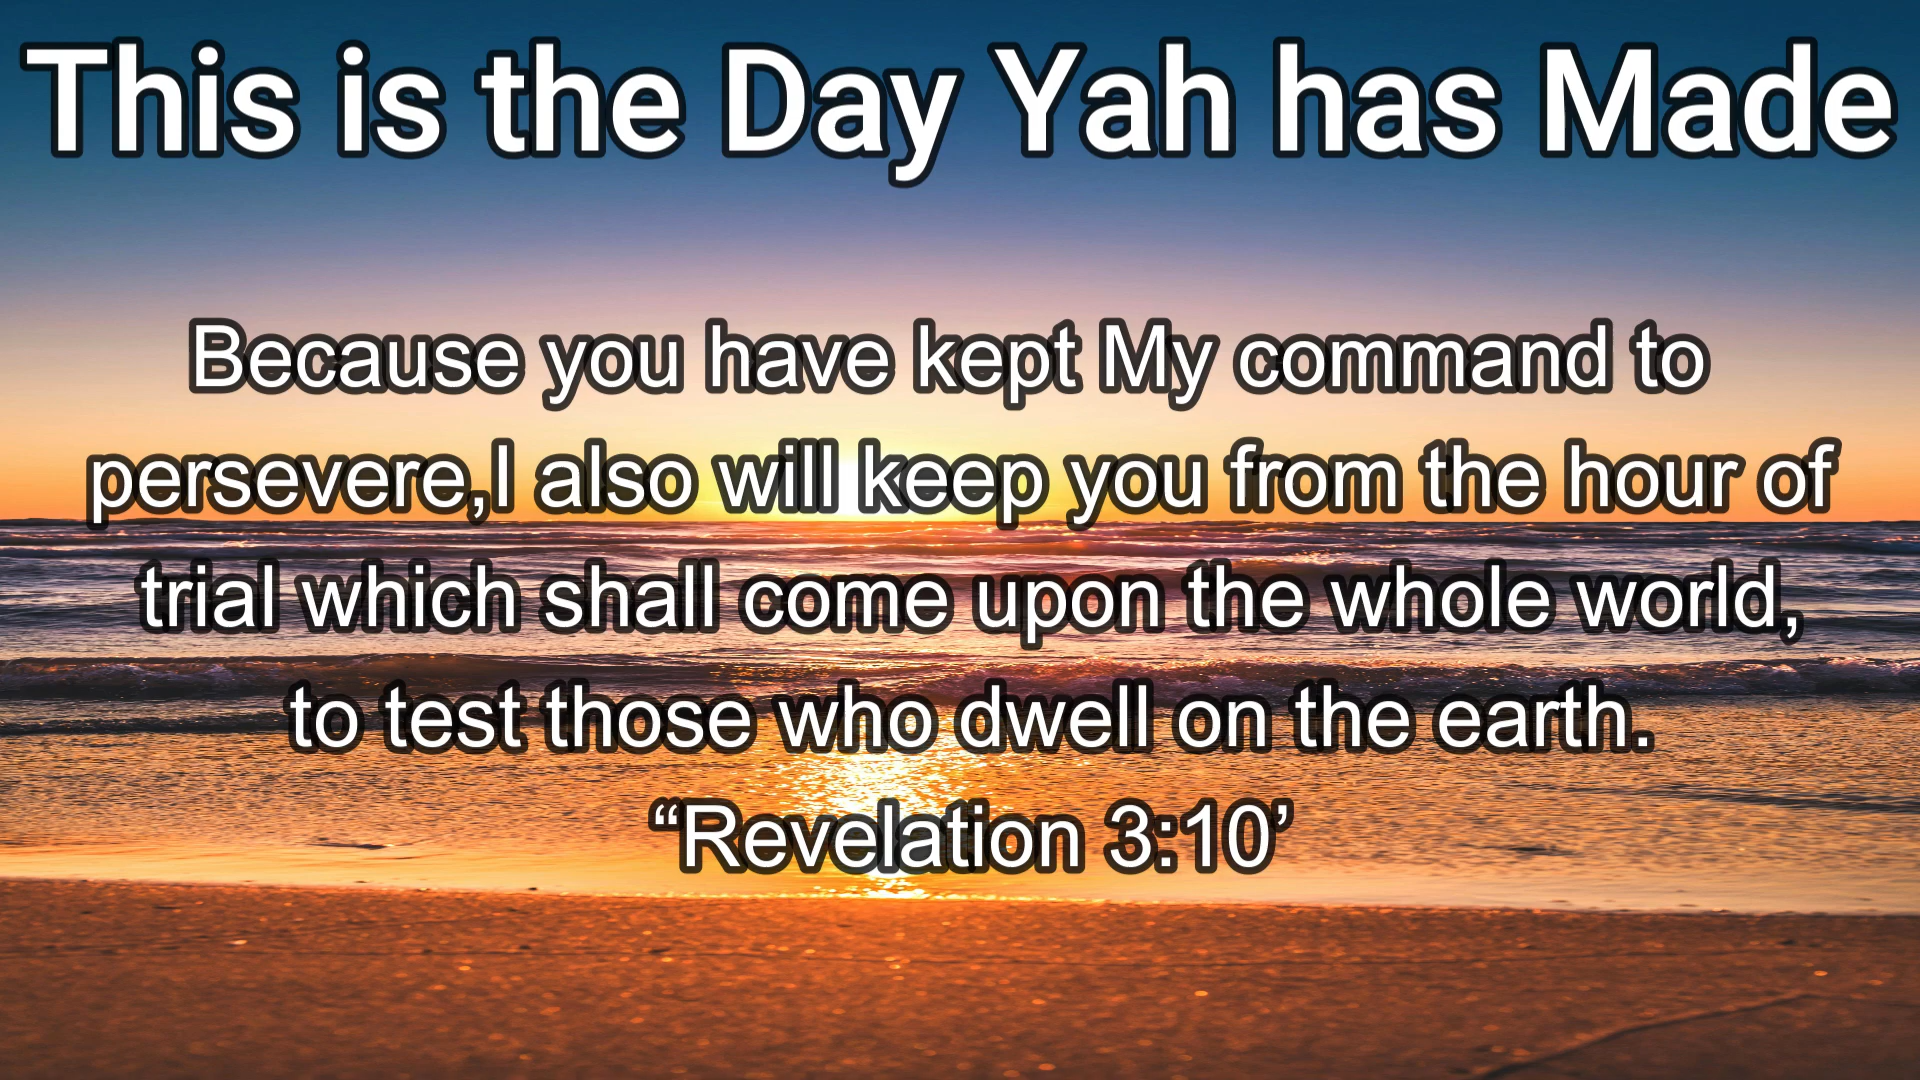 This is the Day Yah has Made
Because you have kept My command to
persevere,I also will keep you from the hour of
trial which shall come upon the whole world,
to test those who dwell on the earth.
“Revelation 3:10’